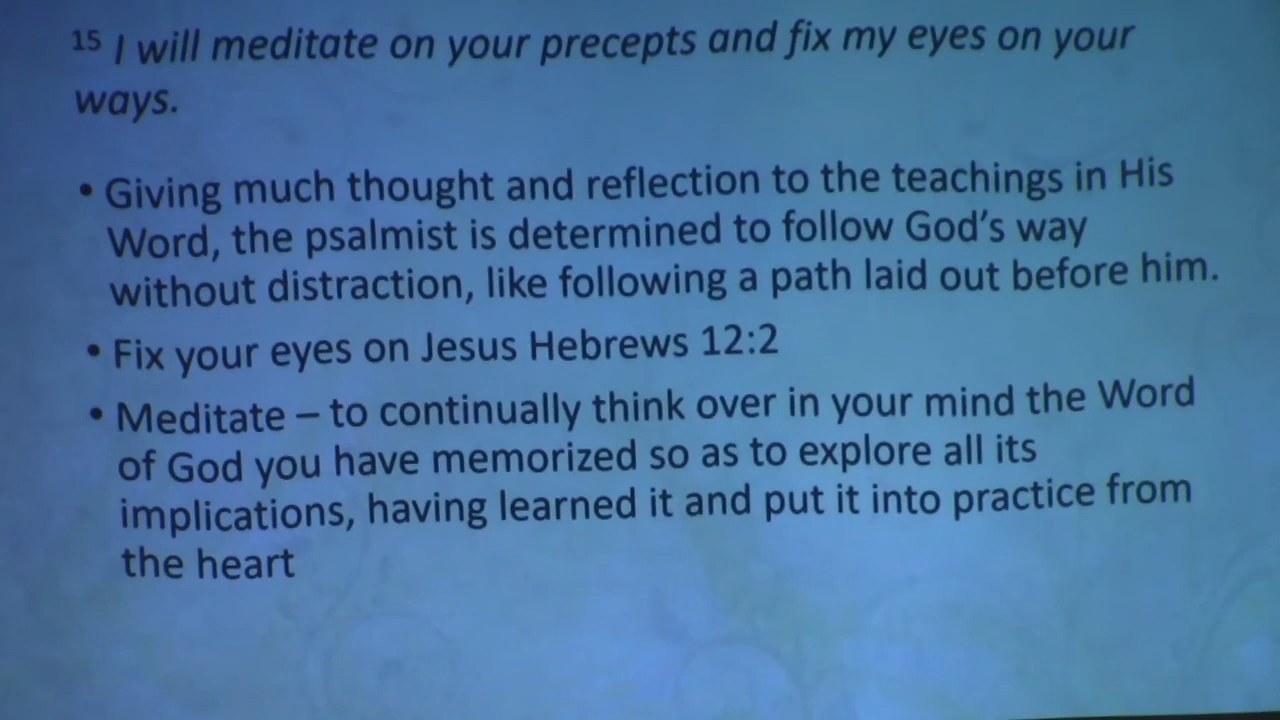 15 I will meditate on your precepts and fix my eyes on your
ways.
• Giving much thought and reflection to the teachings in His
Word, the psalmist is determined to follow God’s way
without distraction, like following a path laid out before him.
• Fix your eyes on Jesus Hebrews 12:2
• Meditate – to continually think over in your mind the Word
of God you have memorized so as to explore all its
implications, having learned it and put it into practice from
the heart